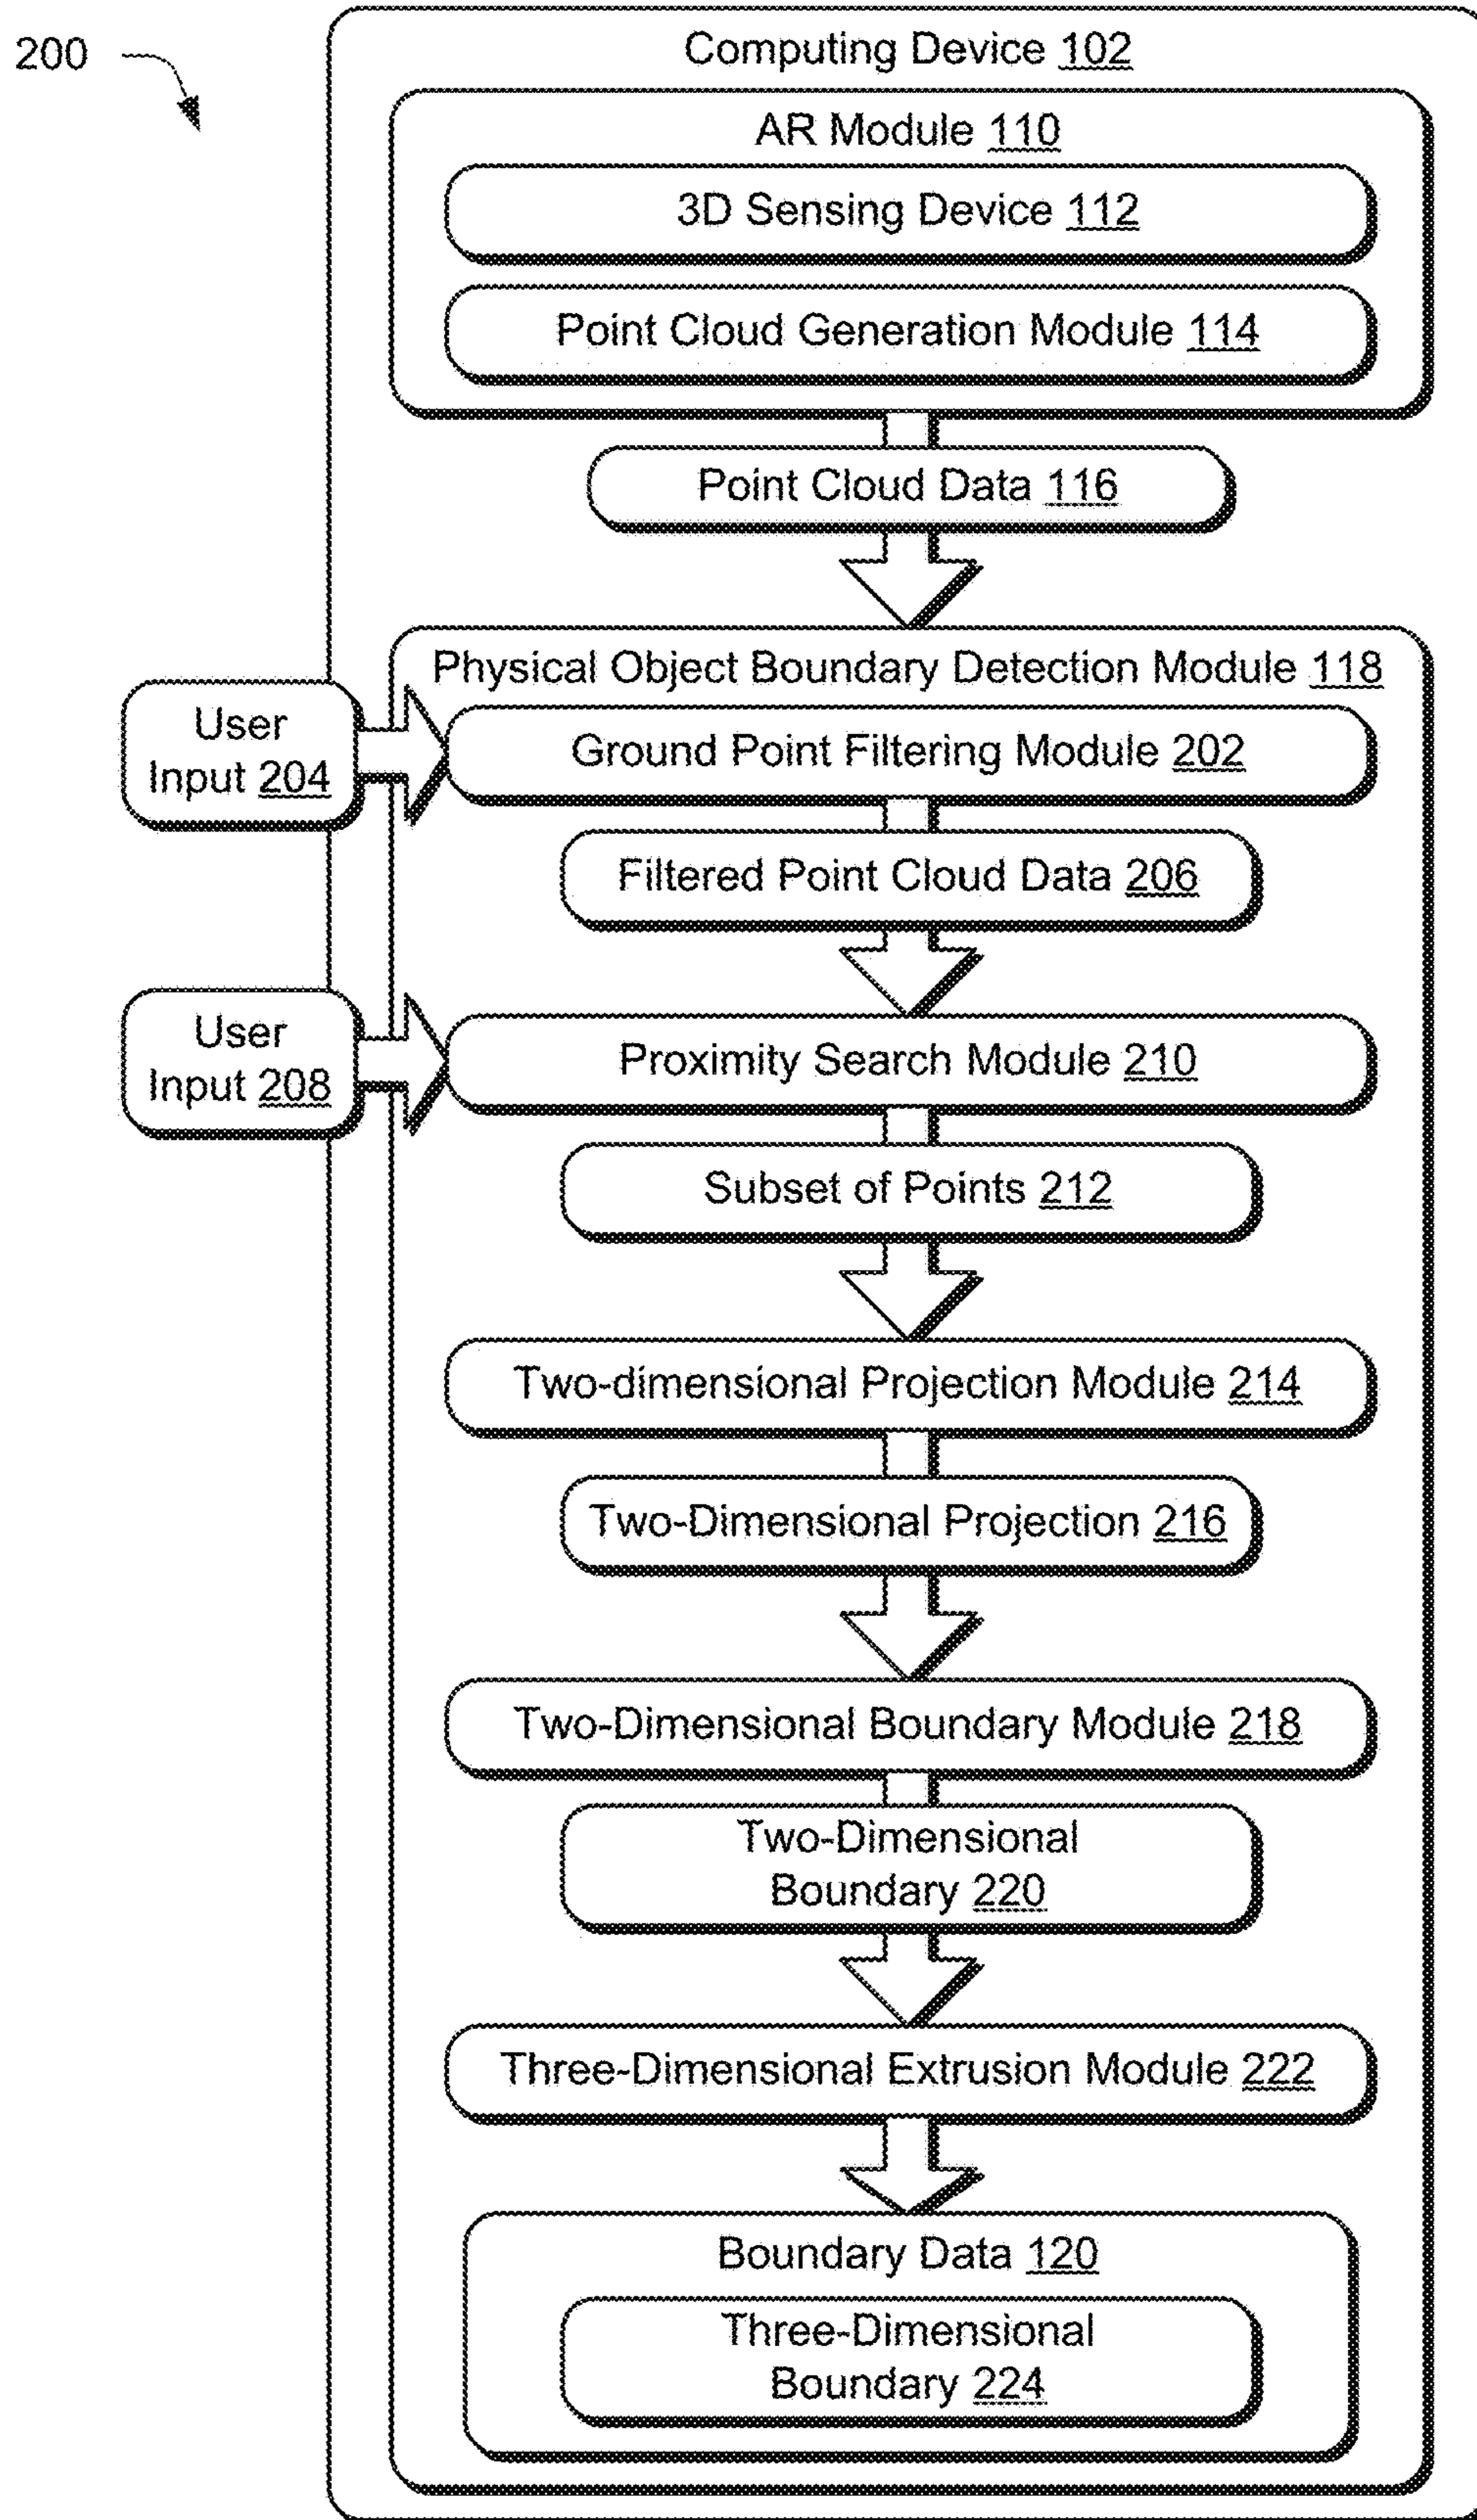 200
Computing Device 102
AR Module 110
3D Sensing Device 112
Point Cloud Generation Module 114
Point Cloud Data 116
Physical Object Boundary Detection Module 118
User
Input 204
Ground Point Filtering Module 202
Filtered Point Cloud Data 206
User
Input 208
Proximity Search Module 210
Subset of Points 212
Two-dimensional Projection Module 214
Two-Dimensional Projection 216
Two-Dimensional Boundary Module 218
Two-Dimensional
Boundary 220
Three-Dimensional Extrusion Module 222
Boundary Data 120
Three-Dimensional
Boundary 224